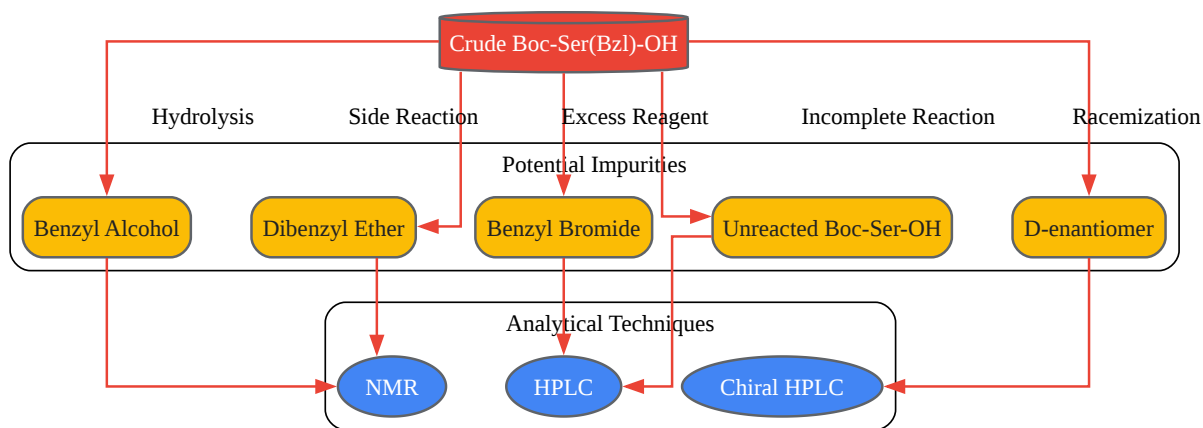 Crude Boc-Ser(Bzl)-OH
Hydrolysis
Side Reaction
Excess Reagent
Incomplete Reaction
Racemization
Potential Impurities
Benzyl Alcohol
Dibenzyl Ether
Benzyl Bromide
Unreacted Boc-Ser-OH
D-enantiomer
Analytical Techniques
NMR
HPLC
Chiral HPLC